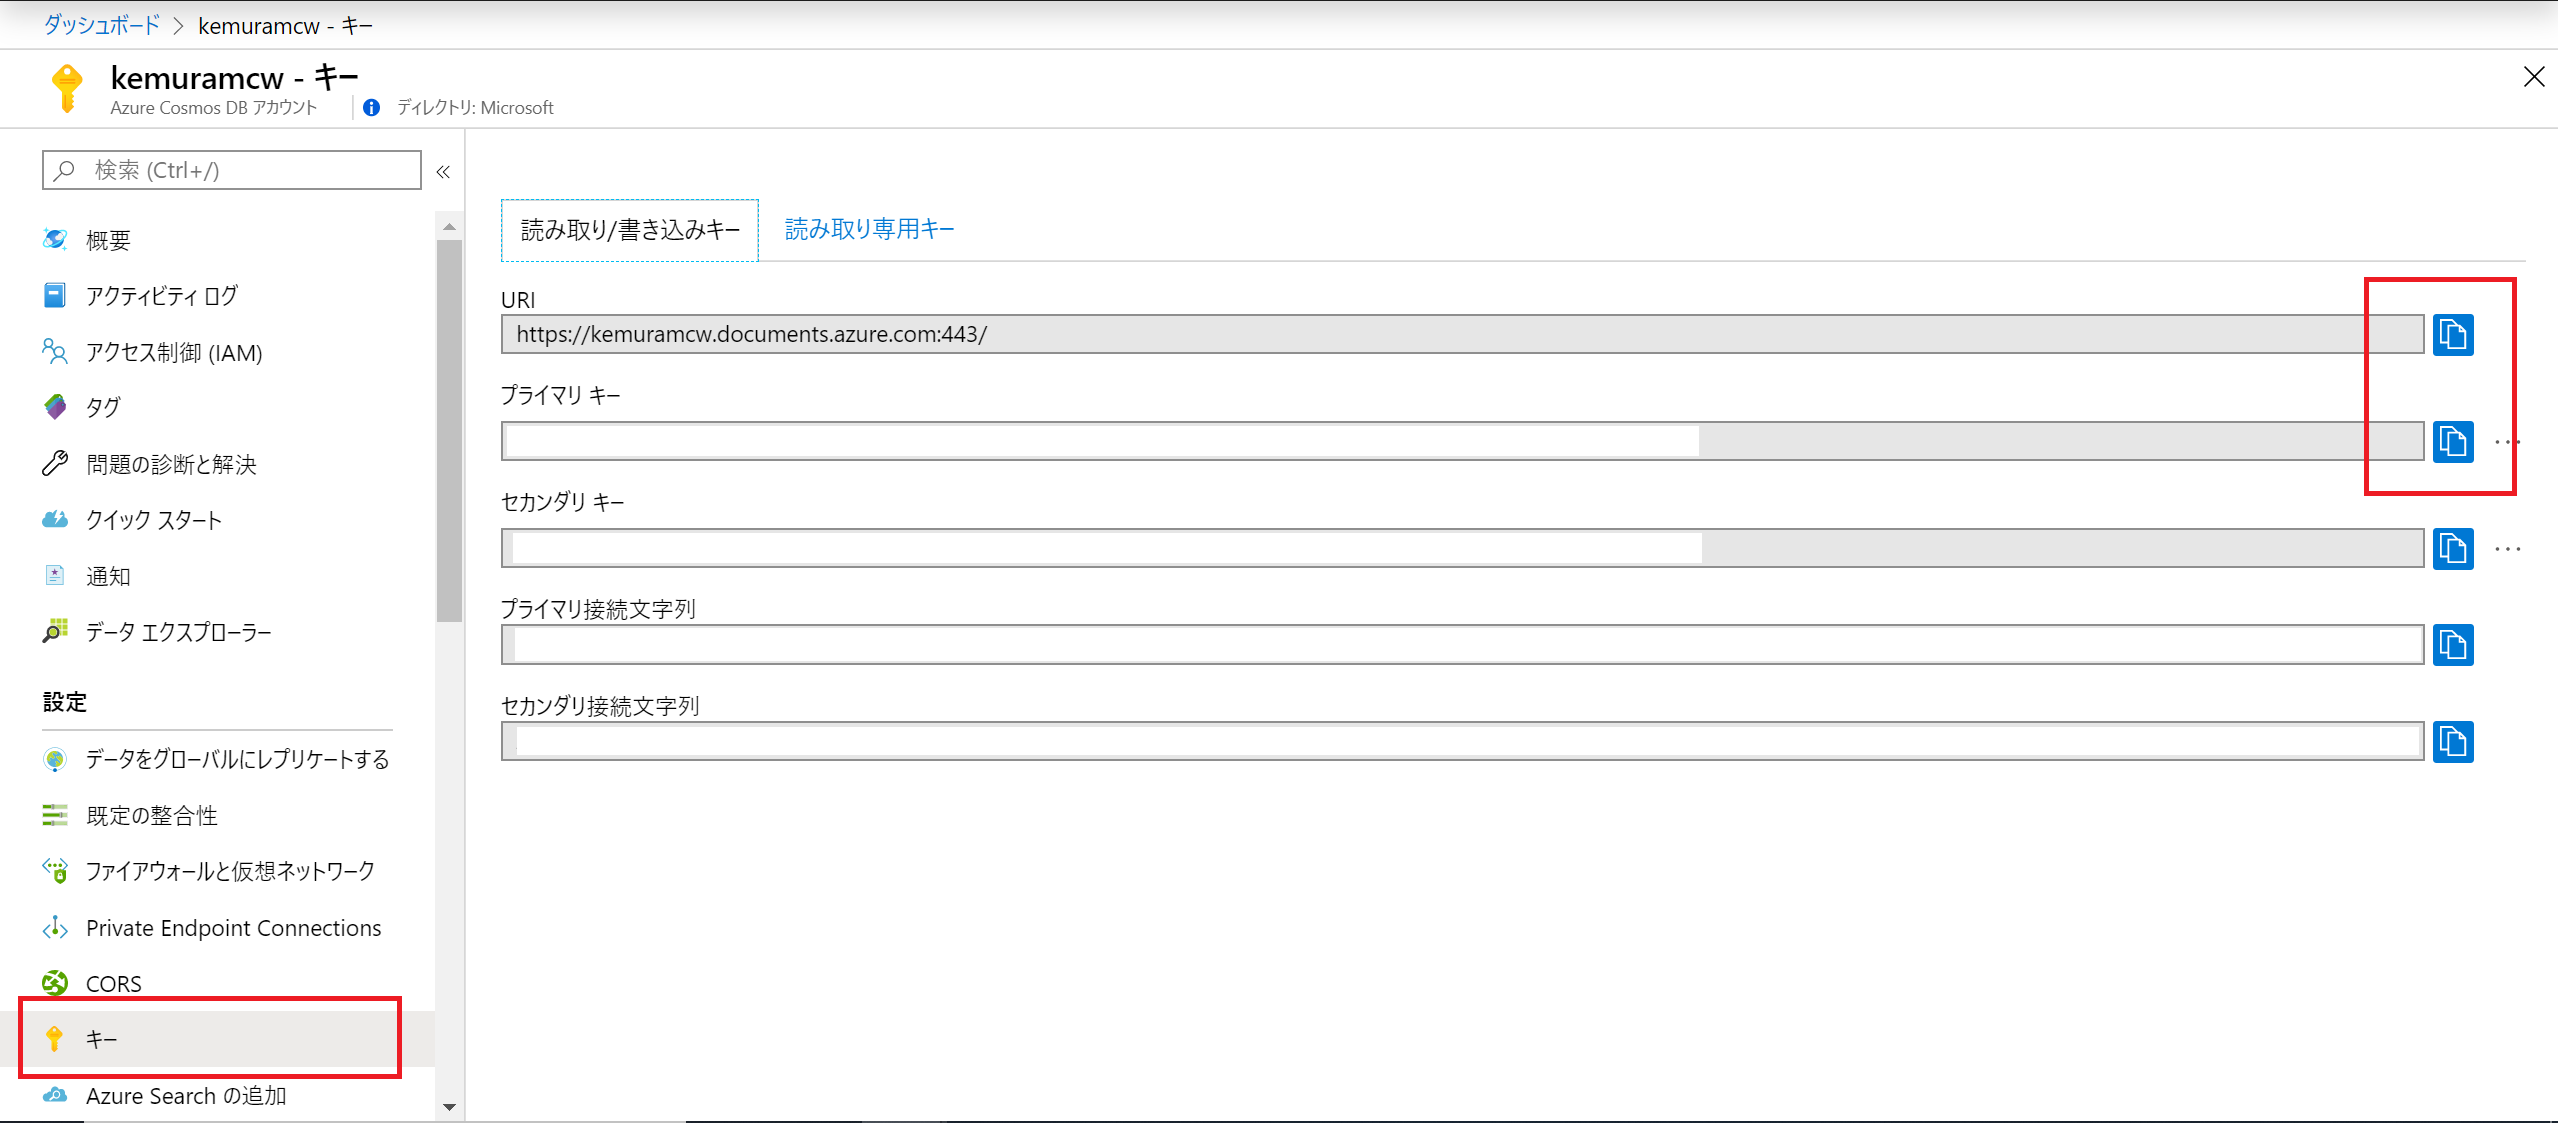 ダッシュボード > kemuramcw - キー
kemuramcw - キー
Azure Cosmos DB アカウント
ディレクトリ: Microsoft
検索 (Ctrl+/)
«
概要
アクティビティ ログ
アクセス制御 (IAM)
タグ
問題の診断と解決
クイック スタート
通知
データ エクスプローラー
設定
データをグローバルにレプリケートする
既定の整合性
ファイアウォールと仮想ネットワーク
Private Endpoint Connections
CORS
キー
Azure Search の追加
読み取り/書き込みキー
読み取り専用キー
URI
https://kemuramcw.documents.azure.com:443/
プライマリ キー
...
セカンダリ キー
...
プライマリ接続文字列
セカンダリ接続文字列